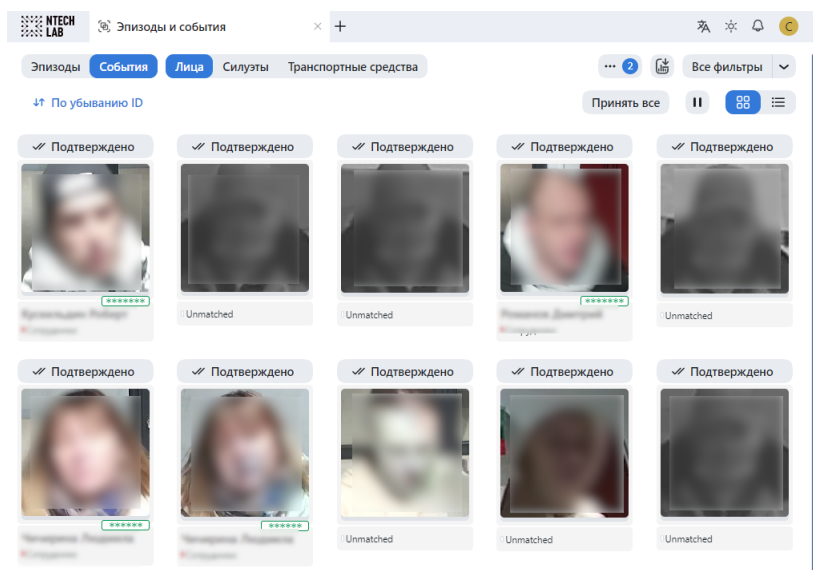 NTECH
LAB
Эпизоды и события
Эпизоды События Лица Силуэты Транспортные средства
2 Все фильтры
По убыванию ID
Принять все
Подтверждено Подтверждено Подтверждено Подтверждено Подтверждено
******* *******
Unmatched Unmatched Unmatched
Подтверждено Подтверждено Подтверждено Подтверждено Подтверждено
****** ******
Unmatched Unmatched Unmatched